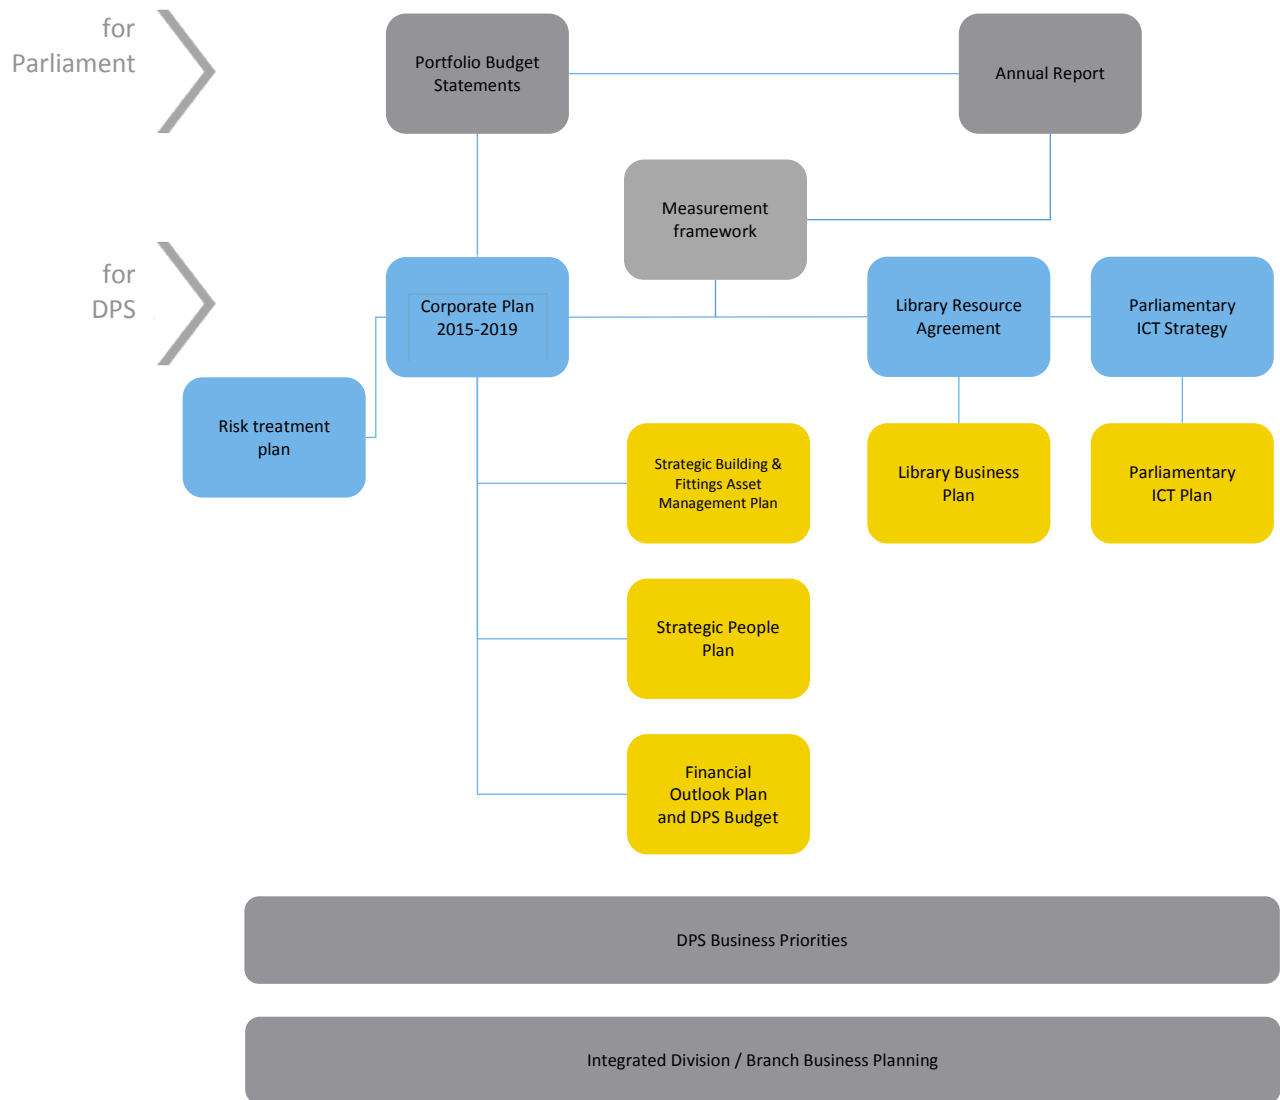 for
Parliament
Portfolio Budget
Statements
Annual Report
Measurement
framework
for
DPS
Corporate Plan
2015-2019
Library Resource
Agreement
Parliamentary
ICT Strategy
Risk treatment
plan
Strategic Building &
Fittings Asset
Management Plan
Library Business
Plan
Parliamentary
ICT Plan
Strategic People
Plan
Financial
Outlook Plan
and DPS Budget
DPS Business Priorities
Integrated Division / Branch Business Planning